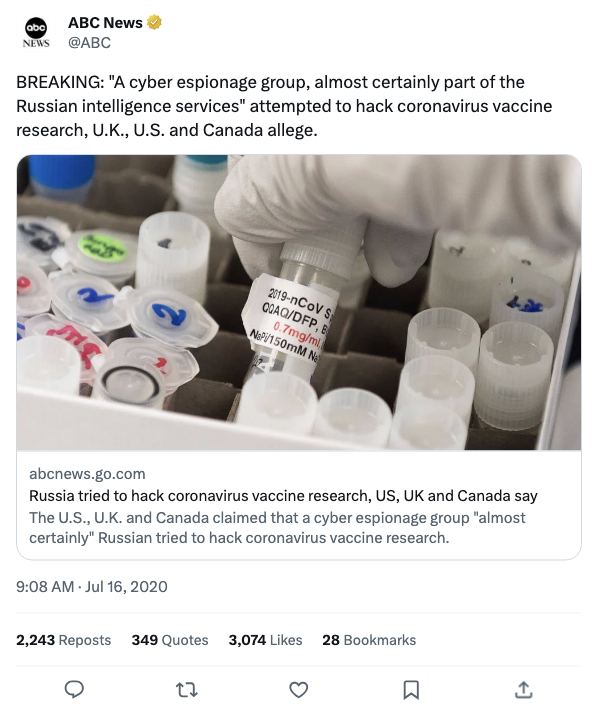 abc
NEWS
ABC News
@ABC
BREAKING: "A cyber espionage group, almost certainly part of the
Russian intelligence services" attempted to hack coronavirus vaccine
research, U.K., U.S. and Canada allege.
2019-nCoV S
QQAQ/DFP, B
0.7mg/ml,
NaPi/150mM Na
2
2
abcnews.go.com
Russia tried to hack coronavirus vaccine research, US, UK and Canada say
The U.S., U.K. and Canada claimed that a cyber espionage group "almost
certainly" Russian tried to hack coronavirus vaccine research.
9:08 AM · Jul 16, 2020
2,243 Reposts 349 Quotes 3,074 Likes 28 Bookmarks